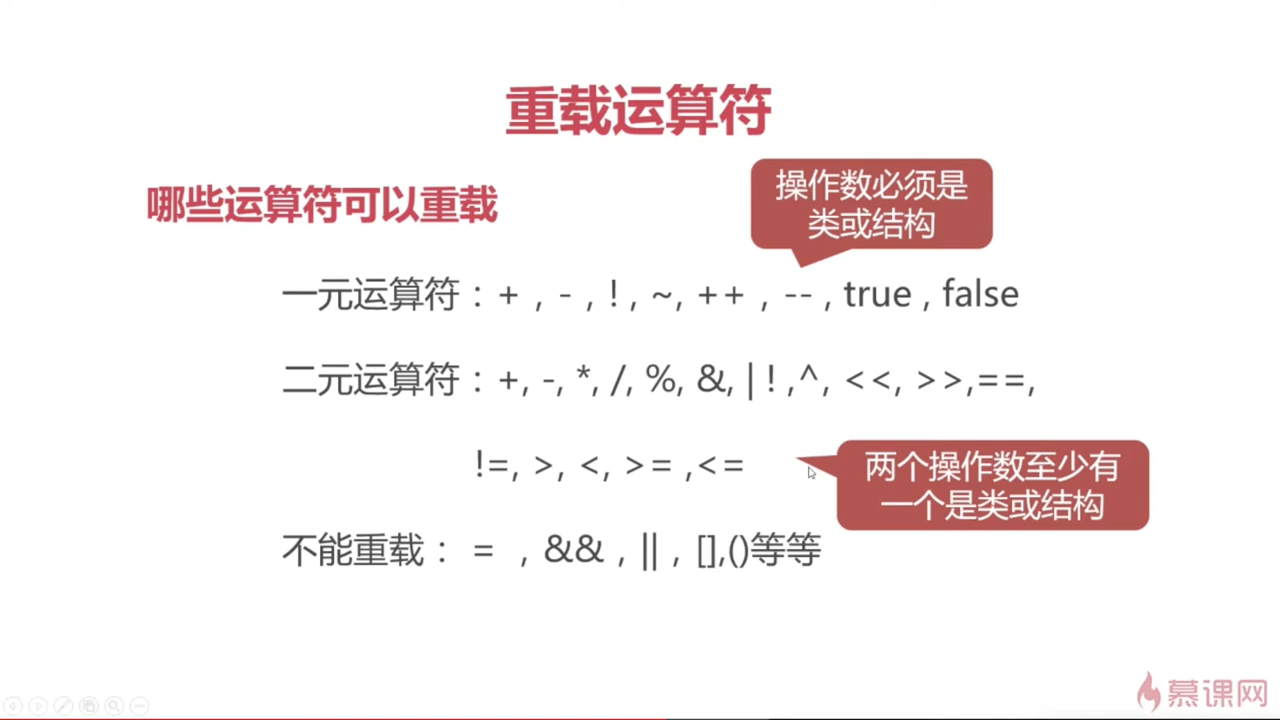 重载运算符
哪些运算符可以重载
操作数必须是
类或结构
一元运算符：+ , - , ! , ~, ++ , -- , true , false
二元运算符：+, -, *, /, %, &, | ! ,^, <<, >>,==,
!=, >, <, >= ,<=
两个操作数至少有
一个是类或结构
不能重载： = , && , || , [],()等等
慕课网